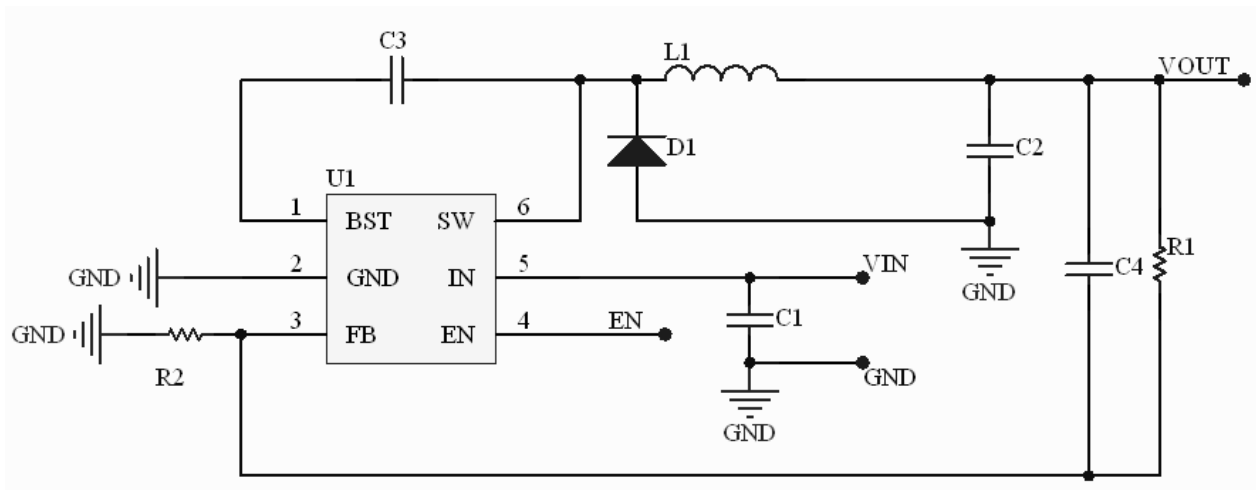 C3
L1
VOUT
D1
C2
U1
1 BST SW 6
R1
GND 2 GND IN 5 VIN
C4
GND
GND 3 FB EN 4 EN C1
R2
GND
GND